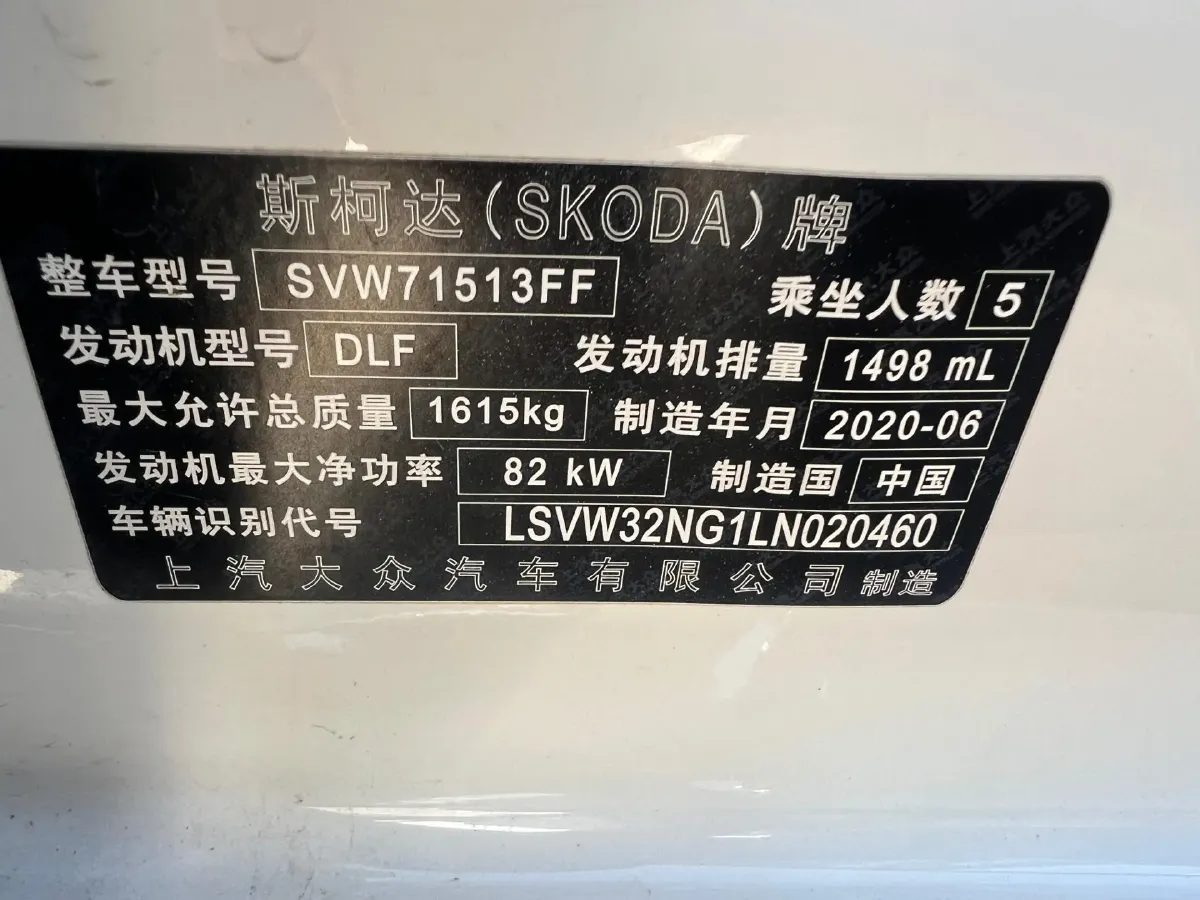 斯柯达(SKODA)牌
整车型号 SVW71513FF 乘坐人数 5
发动机型号 DLF 发动机排量 1498 mL
最大允许总质量 1615kg 制造年月 2020-06
发动机最大净功率 82 kW 制造国 中国
车辆识别代号 LSVW32NG1LN020460
上汽大众汽车有限公司 制造